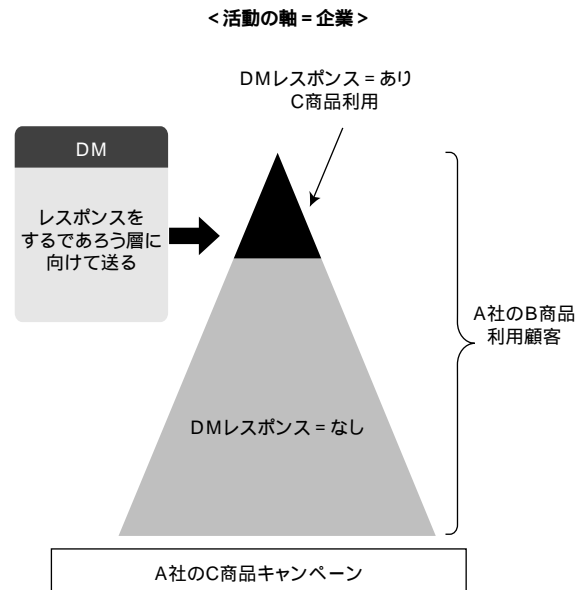 <活動の軸=企業>
DMレスポンス=あり
C商品利用
DM
レスポンスを
するであろう層に
向けて送る
A社のB商品
利用顧客
DMレスポンス=なし
A社のC商品キャンペーン